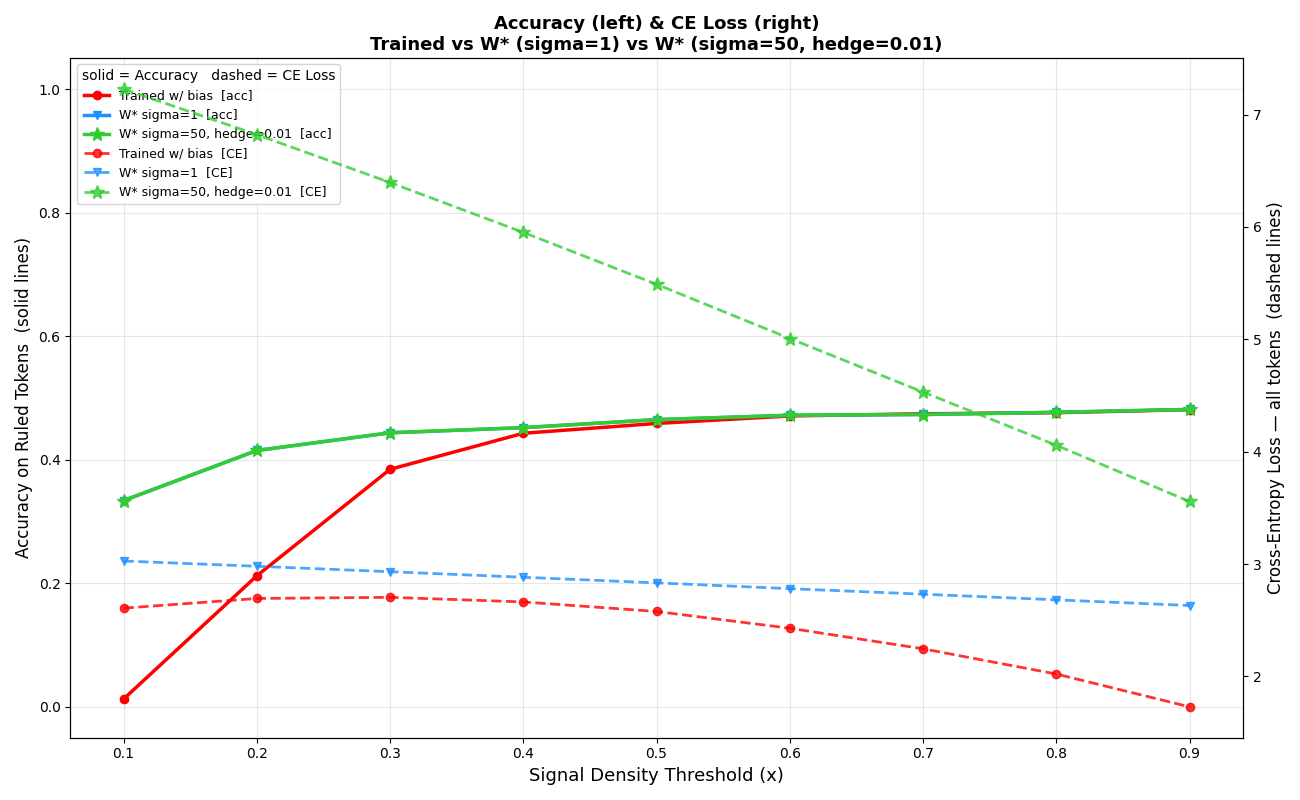 Accuracy (left) & CE Loss (right)
Trained vs W* (sigma=1) vs W* (sigma=50, hedge=0.01)
solid = Accuracy   dashed = CE Loss
Trained w/ bias  [acc]
W* sigma=1  [acc]
W* sigma=50, hedge=0.01  [acc]
Trained w/ bias  [CE]
W* sigma=1  [CE]
W* sigma=50, hedge=0.01  [CE]
Accuracy on Ruled Tokens  (solid lines)
1.0
0.8
0.6
0.4
0.2
0.0
7
6
5
4
3
2
Cross-Entropy Loss — all tokens  (dashed lines)
0.1 0.2 0.3 0.4 0.5 0.6 0.7 0.8 0.9
Signal Density Threshold (x)